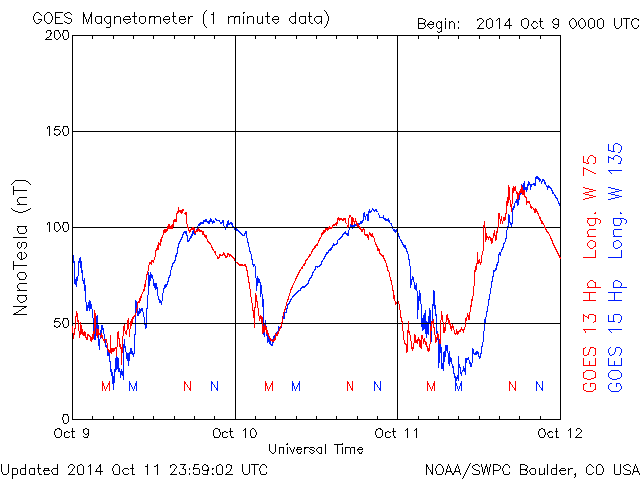 GOES Magnetometer (1 minute data)
Begin: 2014 Oct 9 0000 UTC
200
150
100
50
0
NanoTesla (nT)
M M N N M M N N M M N N
Oct 9 Oct 10 Oct 11 Oct 12
Universal Time
GOES 13 Hp Long. W 75
GOES 15 Hp Long. W 135
Updated 2014 Oct 11 23:59:02 UTC
NOAA/SWPC Boulder, CO USA